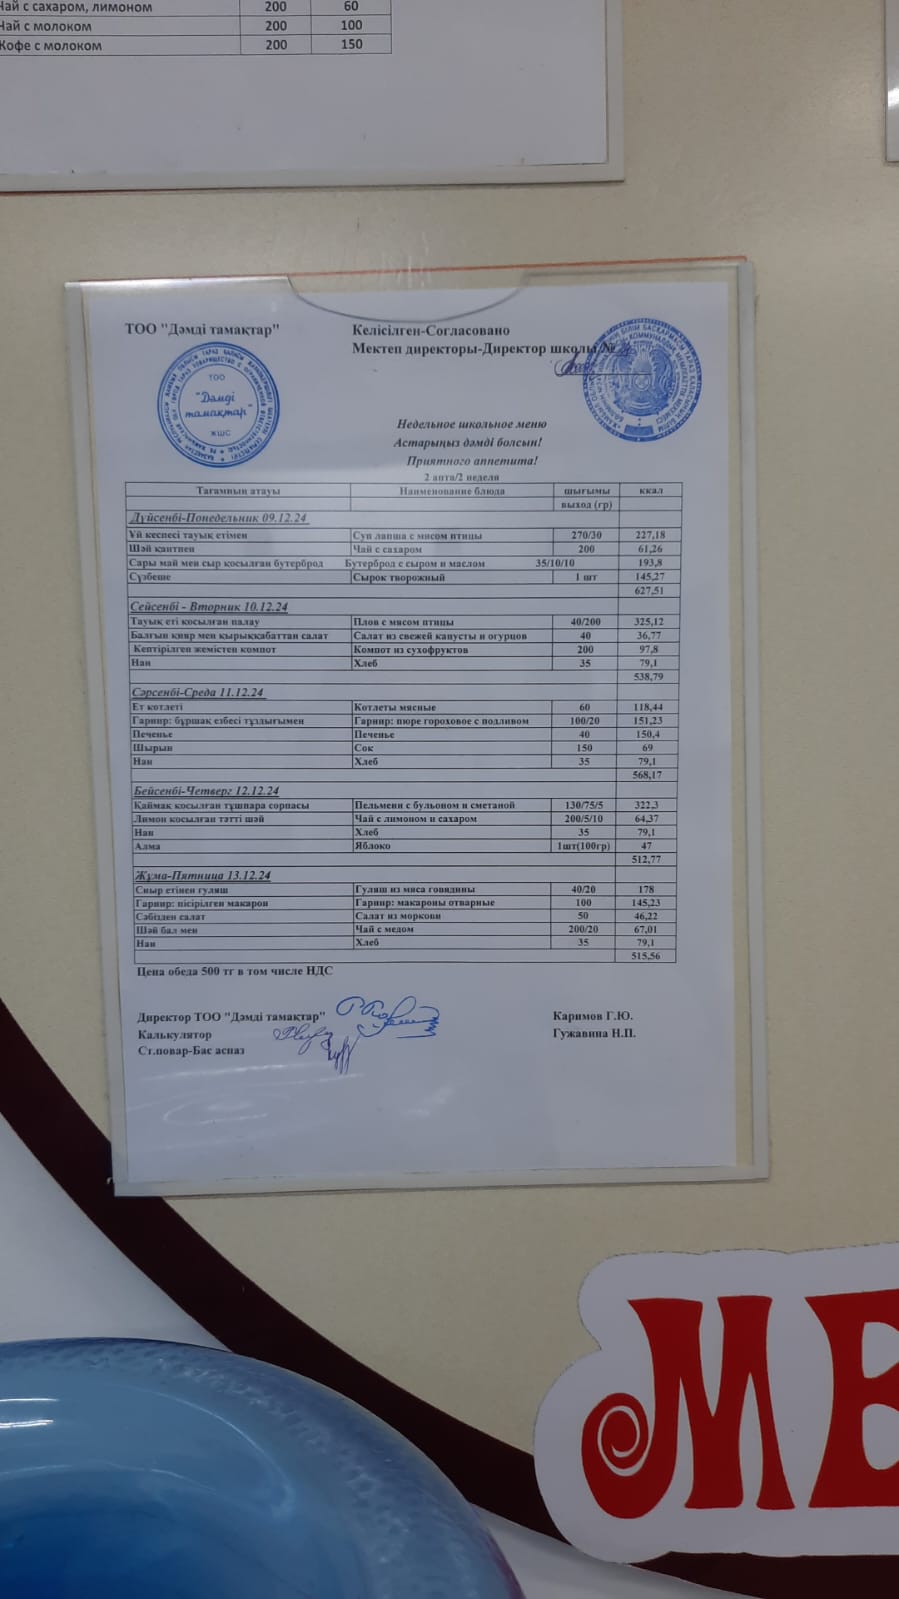 Чай с сахаром, лимоном 200 60
Чай с молоком 200 100
Кофе с молоком 200 150
ТОО "Дәмді тамақтар" Келісілген-Согласовано
Мектеп директоры-Директор школы №
ТОО
"Дәмді
тамақтар"
ЖШС
Недельное школьное меню
Астарыңыз дәмді болсын!
Приятного аппетита!
2 апта/2 неделя
Тағамнын атауы Наименование блюда шығымы ккал
выход (гр)
Дүйсенбі-Понедельник 09.12.24
Үй кеспесі тауық етімен Суп лапша с мясом птицы 270/30 227,18
Шәй қантпен Чай с сахаром 200 61,26
Сары май мен сыр косылған бутерброд Бутерброд с сыром и маслом 35/10/10 193,8
Сүзбеше Сырок творожный 1 шт 145,27
627,51
Сейсенбі - Вторник 10.12.24
Тауық еті косылған палау Плов с мясом птицы 40/200 325,12
Балғын қияр мен қырыққабаттан салат Салат из свежей капусты и огурцов 40 36,77
Кептірілген жемістен компот Компот из сухофруктов 200 97,8
Нан Хлеб 35 79,1
538,79
Сәрсенбі-Среда 11.12.24
Ет котлеті Котлеты мясные 60 118,44
Гарнир: бұршақ езбесі тұздығымен Гарнир: пюре гороховое с подливом 100/20 151,23
Печенье Печенье 40 150,4
Шырын Сок 150 69
Нан Хлеб 35 79,1
568,17
Бейсенбі-Четверг 12.12.24
Қаймақ қосылған тұшпара сорпасы Пельмени с бульоном и сметаной 130/75/5 322,3
Лимон косылған тәтті шәй Чай с лимоном и сахаром 200/5/10 64,37
Нан Хлеб 35 79,1
Алма Яблоко 1шт(100гр) 47
512,77
Жұма-Пятница 13.12.24
Сиыр етінен гуляш Гуляш из мяса говядины 40/20 178
Гарнир: пісірілген макарон Гарнир: макароны отварные 100 145,23
Сәбізден салат Салат из моркови 50 46,22
Шәй бал мен Чай с медом 200/20 67,01
Нан Хлеб 35 79,1
515,56
Цена обеда 500 тг в том числе НДС
Директор ТОО "Дәмді тамақтар" Каримов Г.Ю.
Калькулятор Гужавина Н.П.
Ст.повар-Бас аспаз
МЕ